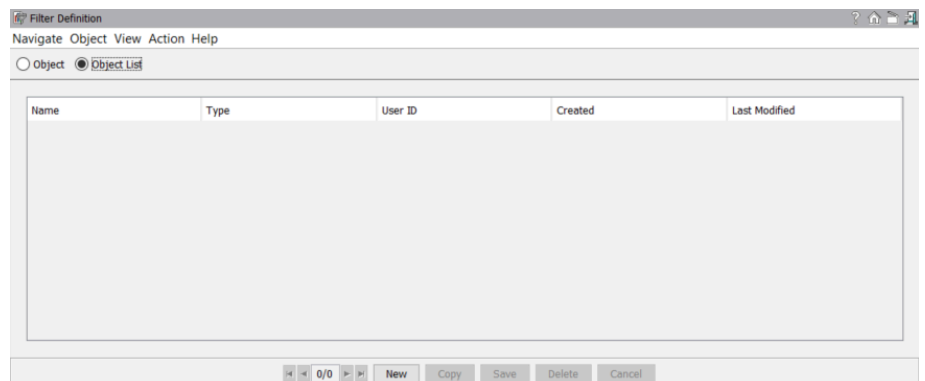 Filter Definition ?
Navigate Object View Action Help
Object Object List
Name Type User ID Created Last Modified
0/0 New Copy Save Delete Cancel